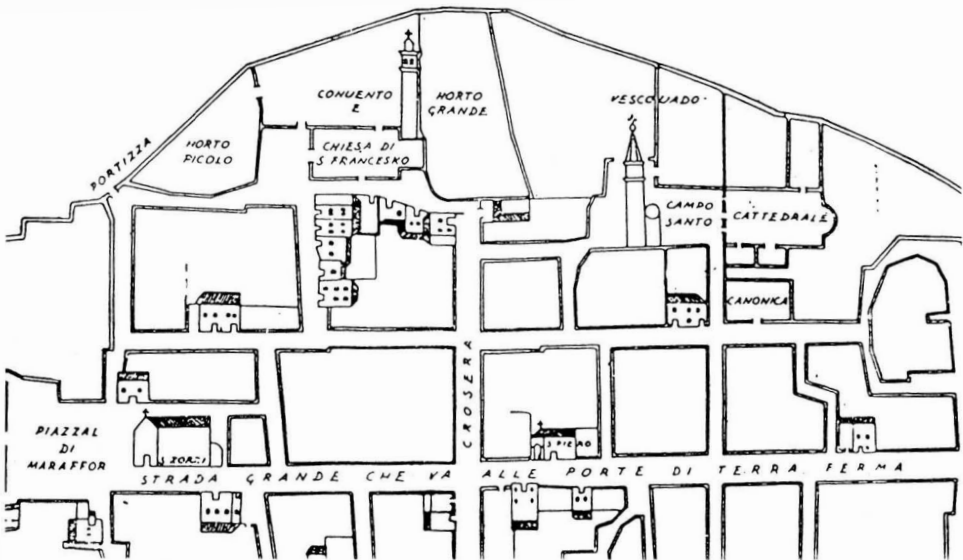 CONUENTO
E
HORTO
GRANDE
VESCOUADO
HORTO
PICOLO
CHIESA DI
S FRANCESKO
PORTIZZA
CAMPO
SANTO
CATTEDRALE
CANONICA
CROSERA
PIAZZAL
DI
MARAFFOR
S ZORZI
S PIERO
STRADA GRANDE CHE VA ALLE PORTE DI TERRA FERMA